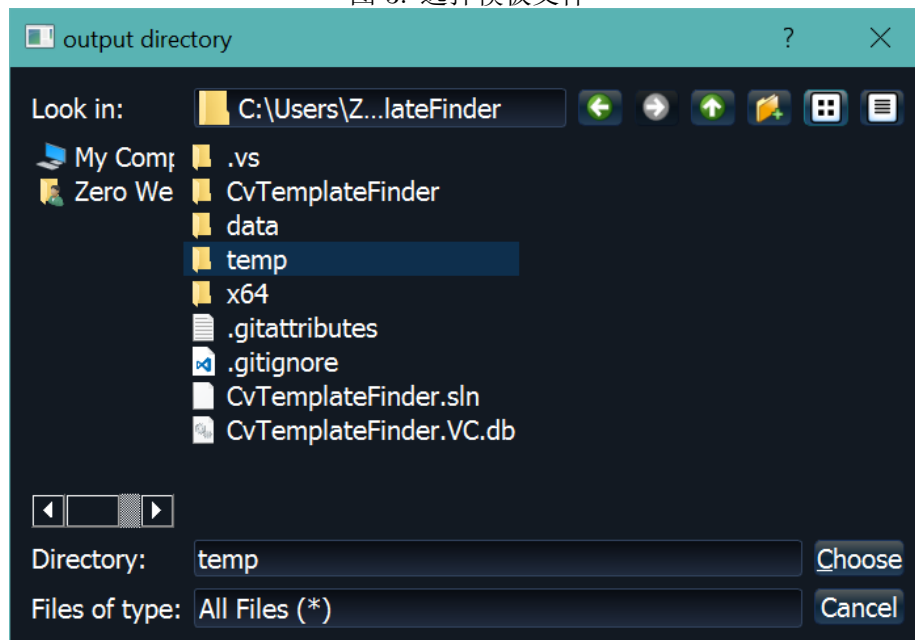 output directory
?
Look in:
C:\Users\Z...lateFinder
My Comp
Zero We
.vs
CvTemplateFinder
data
temp
x64
.gitattributes
.gitignore
CvTemplateFinder.sln
CvTemplateFinder.VC.db
Directory:
temp
Choose
Files of type:
All Files (*)
Cancel